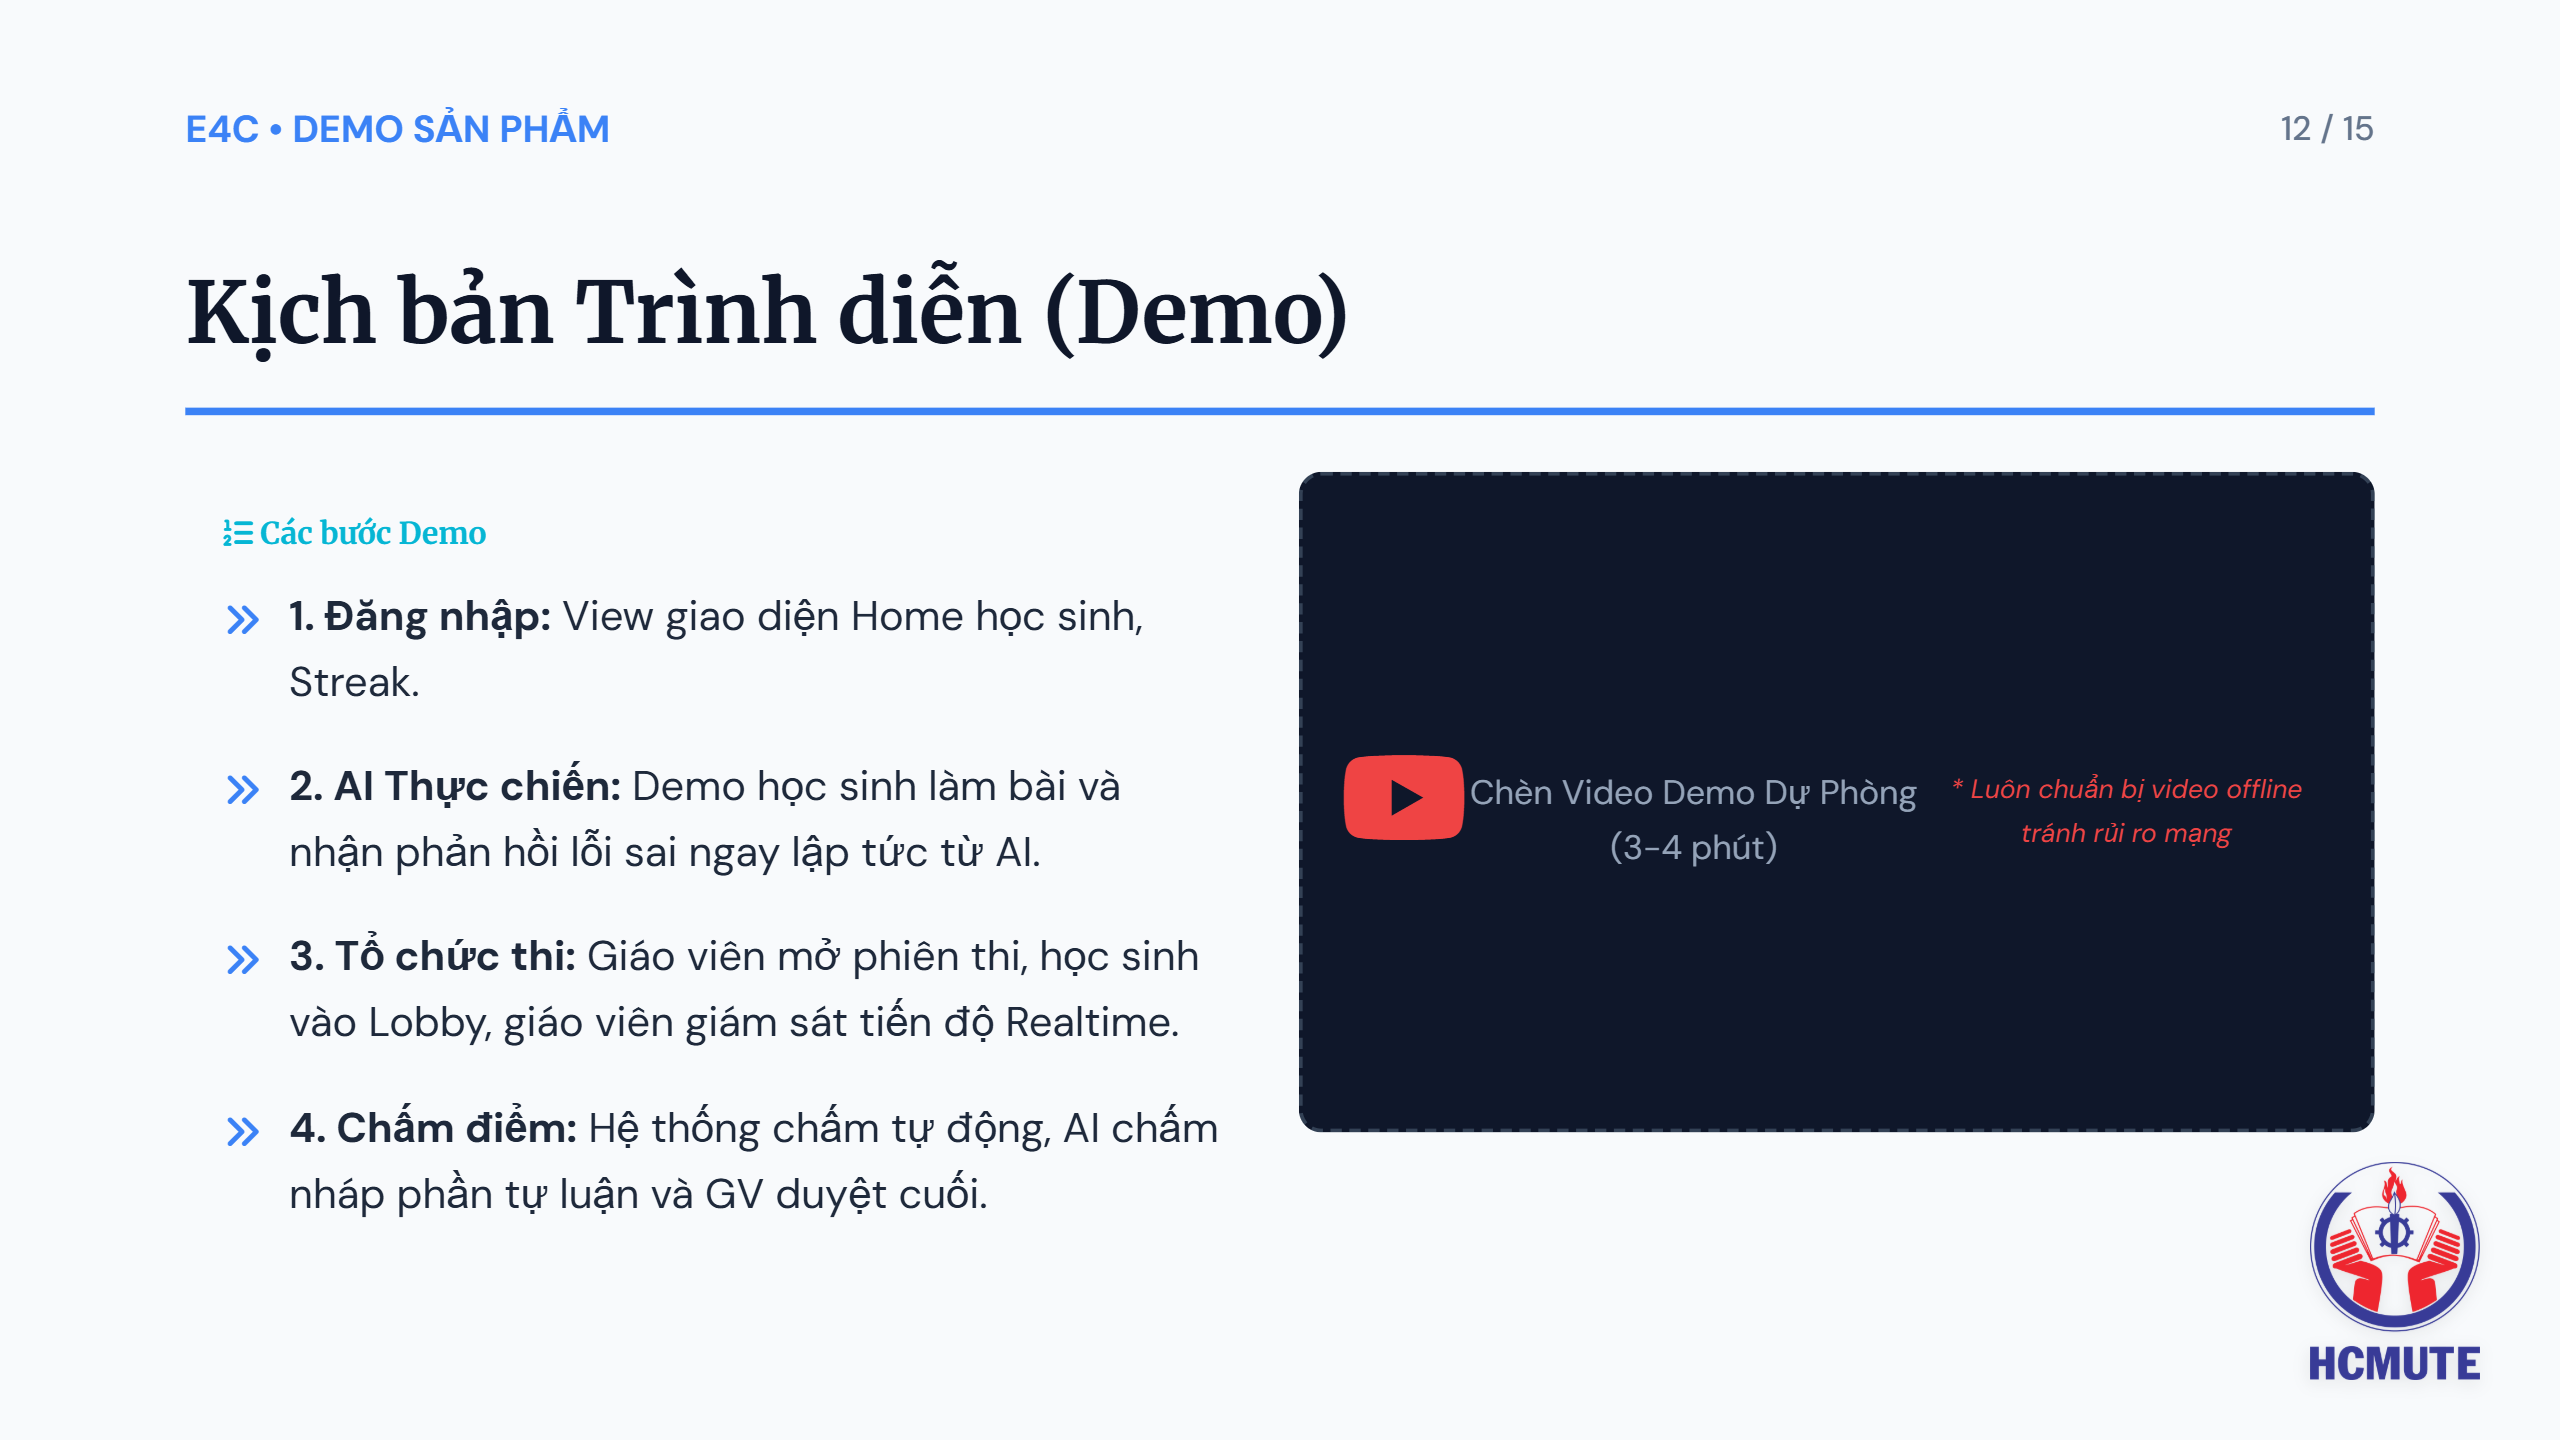 E4C • DEMO SẢN PHẨM
12 / 15
Kịch bản Trình diễn (Demo)
Các bước Demo
1. Đăng nhập: View giao diện Home học sinh,
Streak.
2. AI Thực chiến: Demo học sinh làm bài và
nhận phản hồi lỗi sai ngay lập tức từ AI.
3. Tổ chức thi: Giáo viên mở phiên thi, học sinh
vào Lobby, giáo viên giám sát tiến độ Realtime.
4. Chấm điểm: Hệ thống chấm tự động, AI chấm
nháp phần tự luận và GV duyệt cuối.
Chèn Video Demo Dự Phòng
(3-4 phút)
* Luôn chuẩn bị video offline
tránh rủi ro mạng
HCMUTE